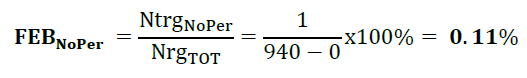 FEB_NoPer = Ntrg_NoPer / Nrg_TOT = 1 / (940 − 0) x100% = 0.11%